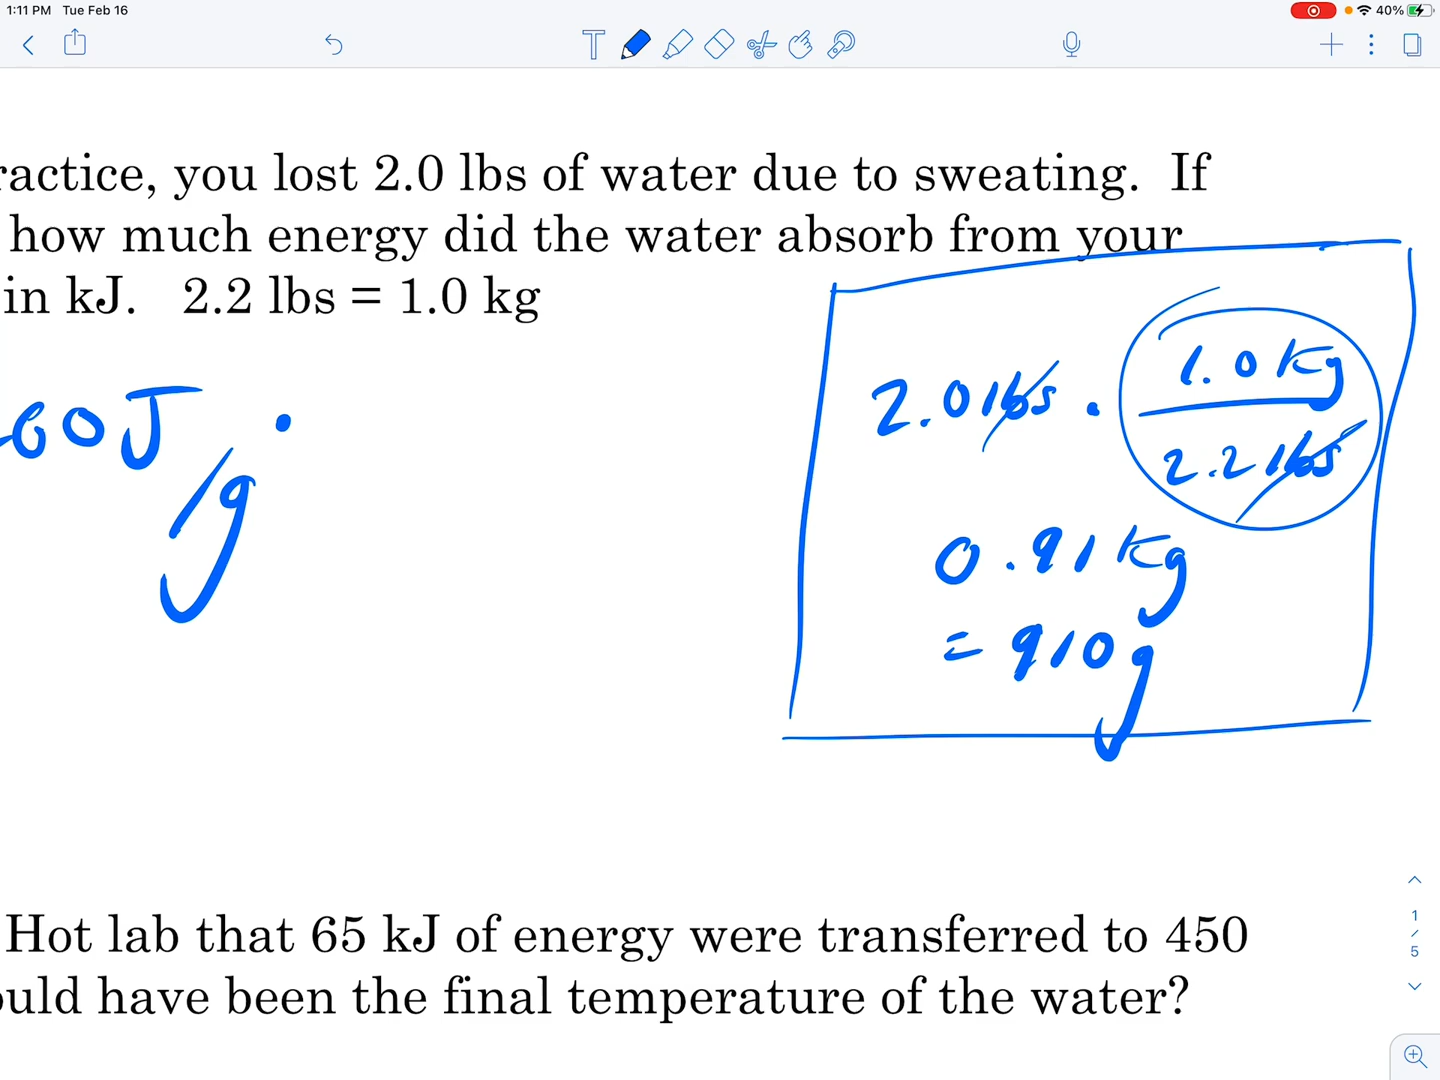 1:11 PM Tue Feb 16
40%
T
ractice, you lost 2.0 lbs of water due to sweating. If
how much energy did the water absorb from your
in kJ. 2.2 lbs = 1.0 kg
60 J/g ·
2.0 lbs · 1.0 kg
2.2 lbs
0.91 kg
= 910 g
Hot lab that 65 kJ of energy were transferred to 450
ould have been the final temperature of the water?
1
/
5